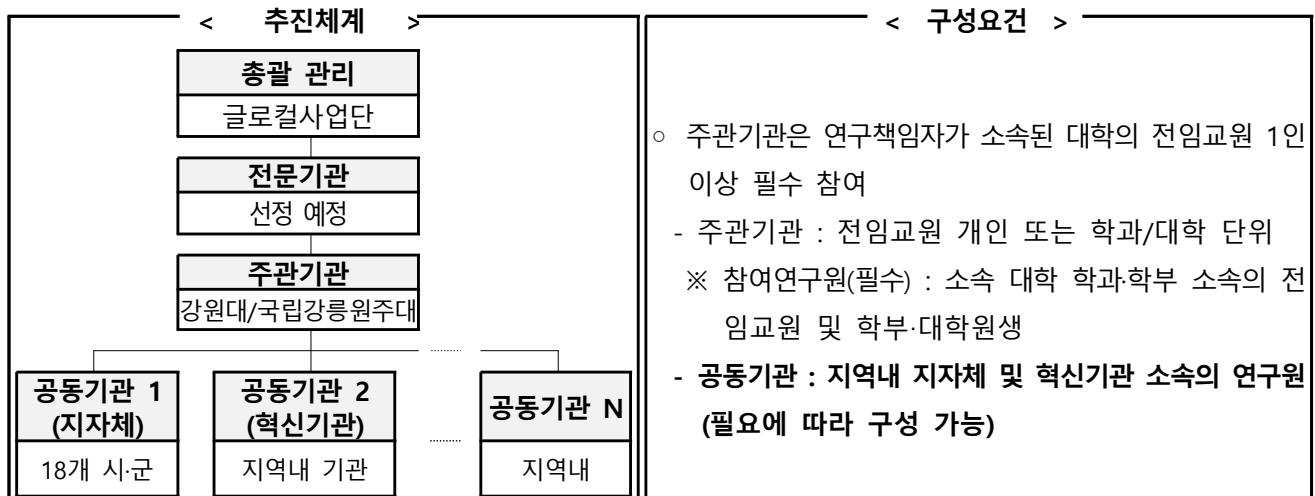 < 추진체계 >
총괄 관리
글로컬사업단
전문기관
선정 예정
주관기관
강원대/국립강릉원주대
공동기관 1
(지자체)
18개 시·군
공동기관 2
(혁신기관)
지역내 기관
공동기관 N
지역내
< 구성요건 >
○ 주관기관은 연구책임자가 소속된 대학의 전임교원 1인
이상 필수 참여
- 주관기관 : 전임교원 개인 또는 학과/대학 단위
※ 참여연구원(필수) : 소속 대학 학과·학부 소속의 전
임교원 및 학부·대학원생
- 공동기관 : 지역내 지자체 및 혁신기관 소속의 연구원
(필요에 따라 구성 가능)